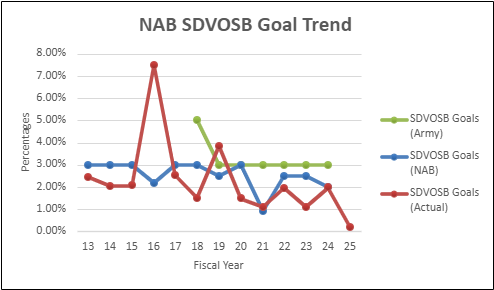 NAB SDVOSB Goal Trend
8.00%
7.00%
6.00%
5.00%
4.00%
3.00%
2.00%
1.00%
0.00%
Percentages
13 14 15 16 17 18 19 20 21 22 23 24 25
Fiscal Year
SDVOSB Goals
(Army)
SDVOSB Goals
(NAB)
SDVOSB Goals
(Actual)